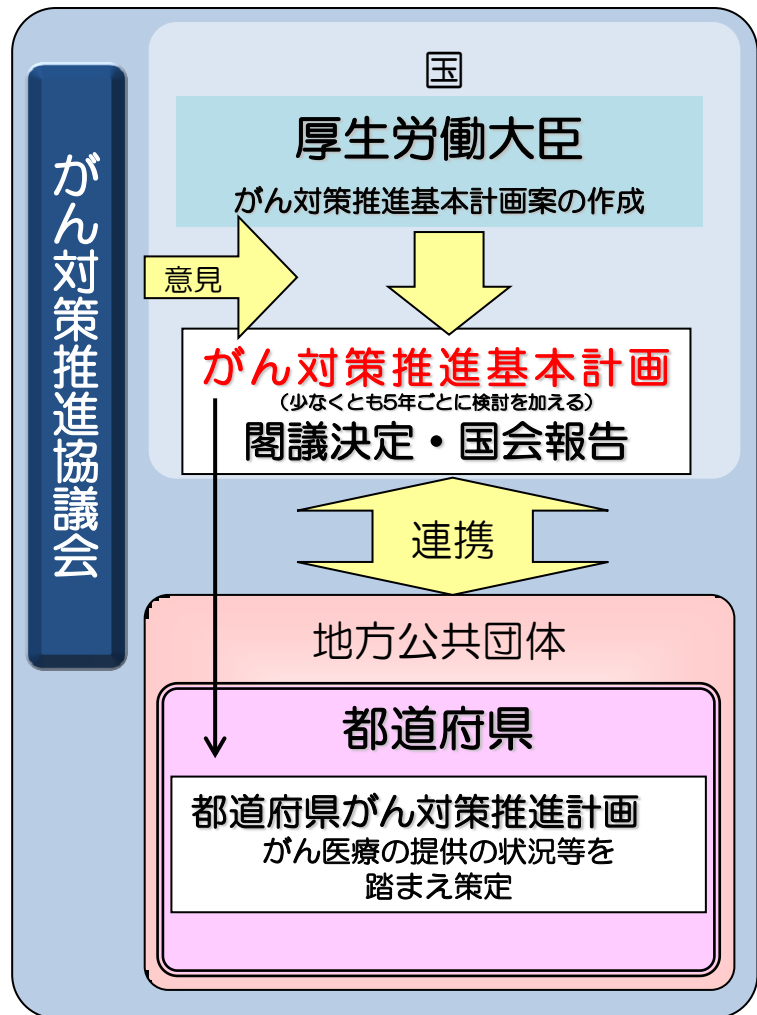 がん対策推進協議会
国
厚生労働大臣
がん対策推進基本計画案の作成
意見
がん対策推進基本計画
（少なくとも5年ごとに検討を加える）
閣議決定・国会報告
連携
地方公共団体
都道府県
都道府県がん対策推進計画
がん医療の提供の状況等を
踏まえ策定